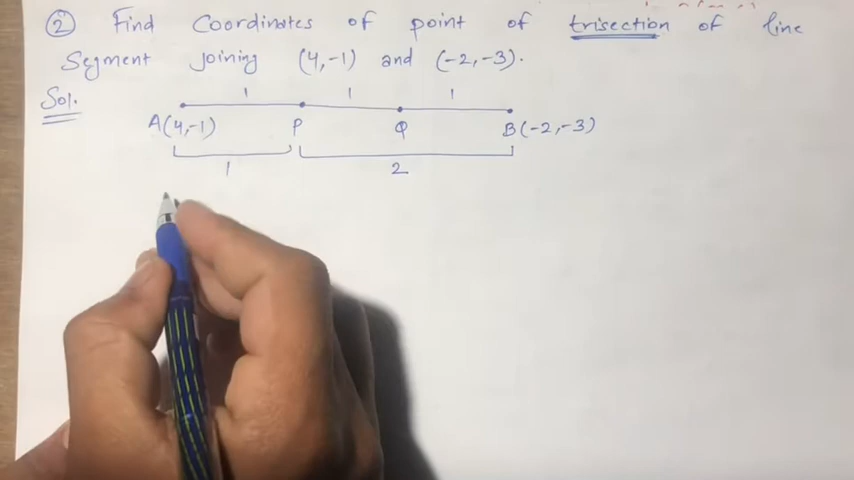 ② Find Coordinates of point of trisection of line
Segment joining (4,-1) and (-2,-3).
Sol.
1 1 1
A(4,-1) P Q B(-2,-3)
1 2